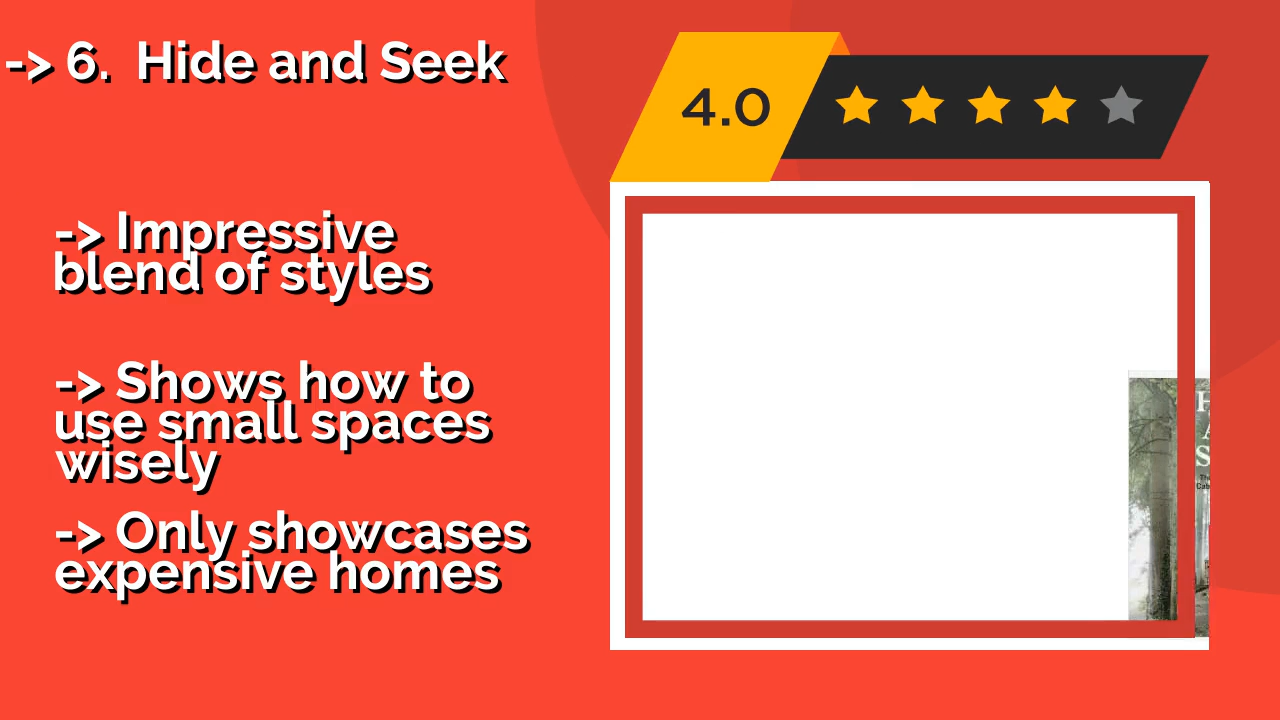 -> 6.  Hide and Seek
4.0
-> Impressive
blend of styles
-> Shows how to
use small spaces
wisely
-> Only showcases
expensive homes